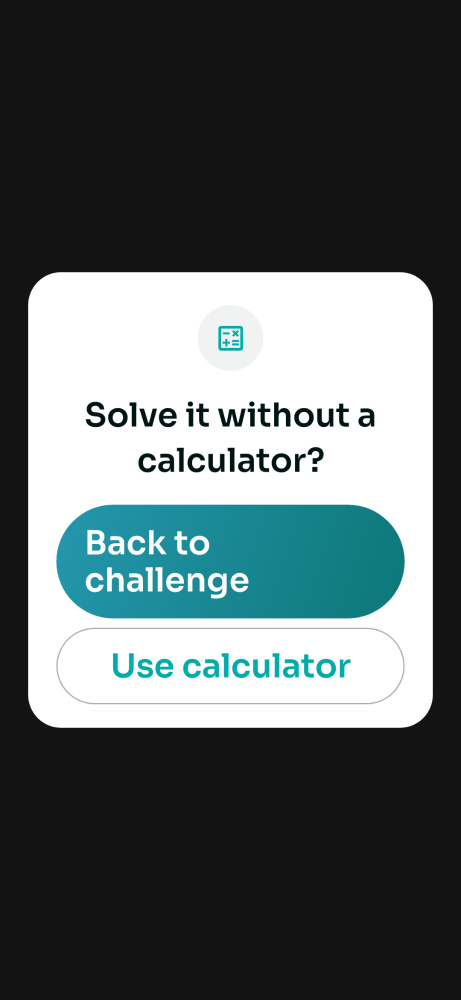 Solve it without a
calculator?
Back to
challenge
Use calculator